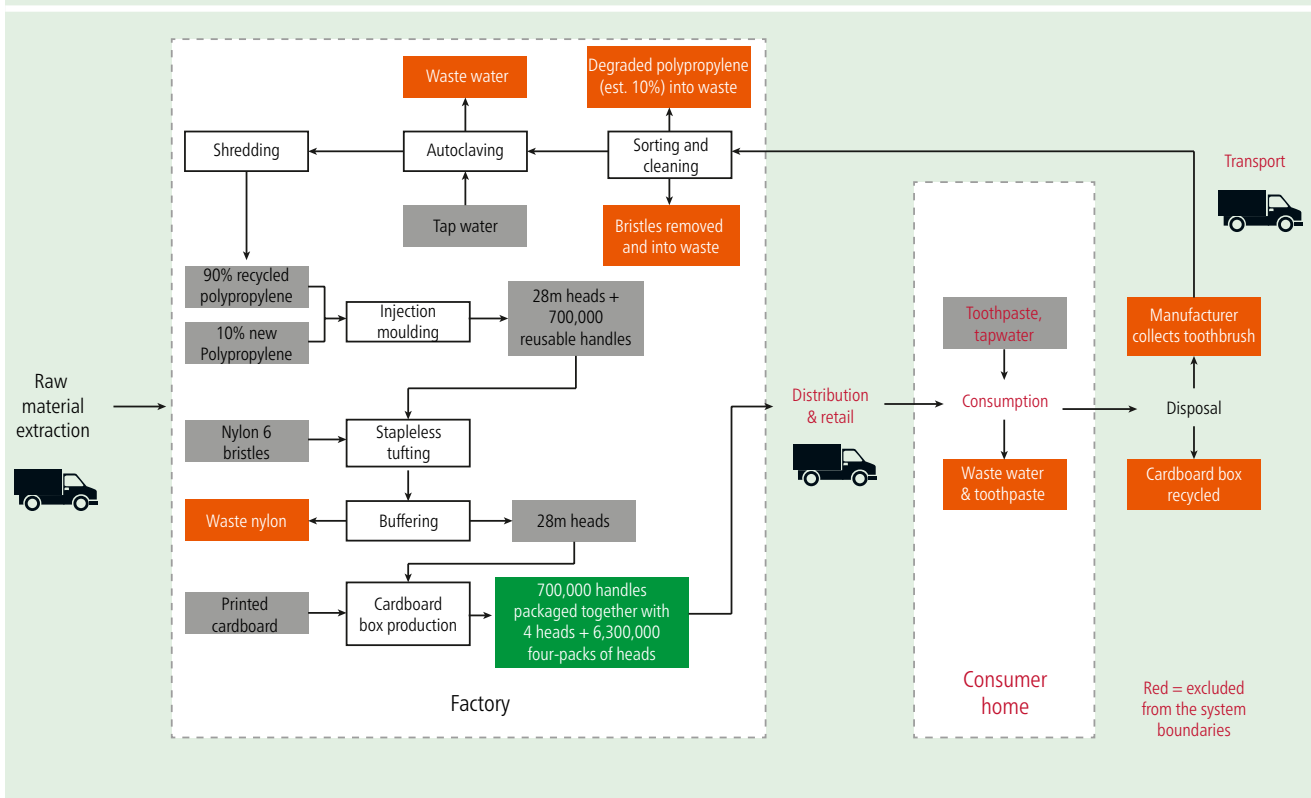 Waste water
Degraded polypropylene
(est. 10%) into waste
Shredding
Autoclaving
Sorting and
cleaning
Transport
Tap water
Bristles removed
and into waste
90% recycled
polypropylene
10% new
Polypropylene
Injection
moulding
28m heads +
700,000
reusable handles
Toothpaste,
tapwater
Manufacturer
collects toothbrush
Raw
material
extraction
Distribution
& retail
Consumption
Disposal
Nylon 6
bristles
Stapleless
tufting
Waste water
& toothpaste
Cardboard box
recycled
Waste nylon
Buffering
28m heads
Printed
cardboard
Cardboard
box production
700,000 handles
packaged together with
4 heads + 6,300,000
four-packs of heads
Factory
Consumer
home
Red = excluded
from the system
boundaries